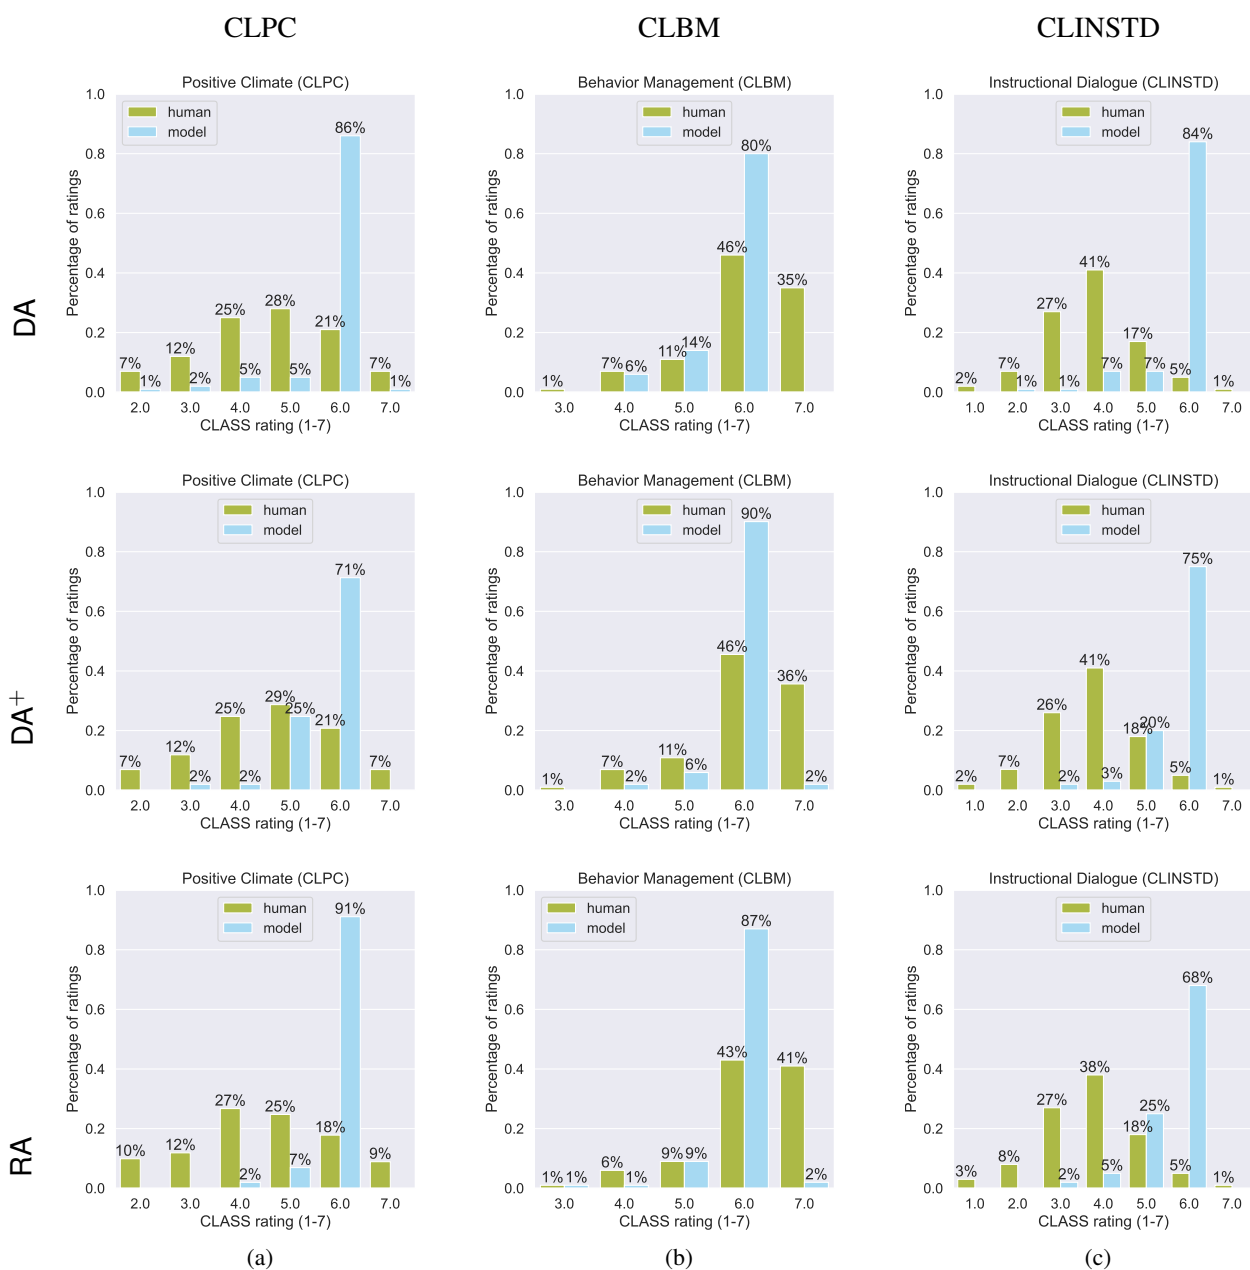 CLPC CLBM CLINSTD
DA
Positive Climate (CLPC)
human
model
Percentage of ratings
1.0
0.8
0.6
0.4
0.2
0.0
7% 1% 12% 2% 25% 5% 28% 5% 21% 86% 7% 1%
2.0 3.0 4.0 5.0 6.0 7.0
CLASS rating (1-7)
Behavior Management (CLBM)
human
model
Percentage of ratings
1.0
0.8
0.6
0.4
0.2
0.0
1% 7% 6% 11% 14% 46% 80% 35%
3.0 4.0 5.0 6.0 7.0
CLASS rating (1-7)
Instructional Dialogue (CLINSTD)
human
model
Percentage of ratings
1.0
0.8
0.6
0.4
0.2
0.0
2% 7% 1% 27% 1% 41% 7% 17% 7% 5% 84% 1%
1.0 2.0 3.0 4.0 5.0 6.0 7.0
CLASS rating (1-7)
DA+
Positive Climate (CLPC)
human
model
Percentage of ratings
1.0
0.8
0.6
0.4
0.2
0.0
7% 12% 2% 25% 2% 29% 25% 21% 71% 7%
2.0 3.0 4.0 5.0 6.0 7.0
CLASS rating (1-7)
Behavior Management (CLBM)
human
model
Percentage of ratings
1.0
0.8
0.6
0.4
0.2
0.0
1% 7% 2% 11% 6% 46% 90% 36% 2%
3.0 4.0 5.0 6.0 7.0
CLASS rating (1-7)
Instructional Dialogue (CLINSTD)
human
model
Percentage of ratings
1.0
0.8
0.6
0.4
0.2
0.0
2% 7% 26% 2% 41% 3% 18% 20% 5% 75% 1%
1.0 2.0 3.0 4.0 5.0 6.0 7.0
CLASS rating (1-7)
RA
Positive Climate (CLPC)
human
model
Percentage of ratings
1.0
0.8
0.6
0.4
0.2
0.0
10% 12% 27% 2% 25% 7% 18% 91% 9%
2.0 3.0 4.0 5.0 6.0 7.0
CLASS rating (1-7)
(a)
Behavior Management (CLBM)
human
model
Percentage of ratings
1.0
0.8
0.6
0.4
0.2
0.0
1% 1% 6% 1% 9% 9% 43% 87% 41% 2%
3.0 4.0 5.0 6.0 7.0
CLASS rating (1-7)
(b)
Instructional Dialogue (CLINSTD)
human
model
Percentage of ratings
1.0
0.8
0.6
0.4
0.2
0.0
3% 8% 27% 2% 38% 5% 18% 25% 5% 68% 1%
1.0 2.0 3.0 4.0 5.0 6.0 7.0
CLASS rating (1-7)
(c)